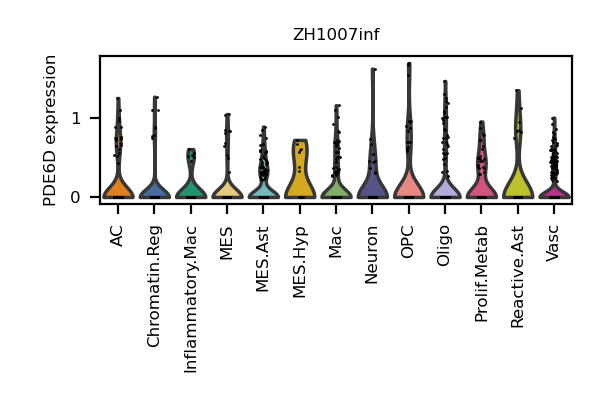 ZH1007inf
PDE6D expression
1
0
AC
Chromatin.Reg
Inflammatory.Mac
MES
MES.Ast
MES.Hyp
Mac
Neuron
OPC
Oligo
Prolif.Metab
Reactive.Ast
Vasc